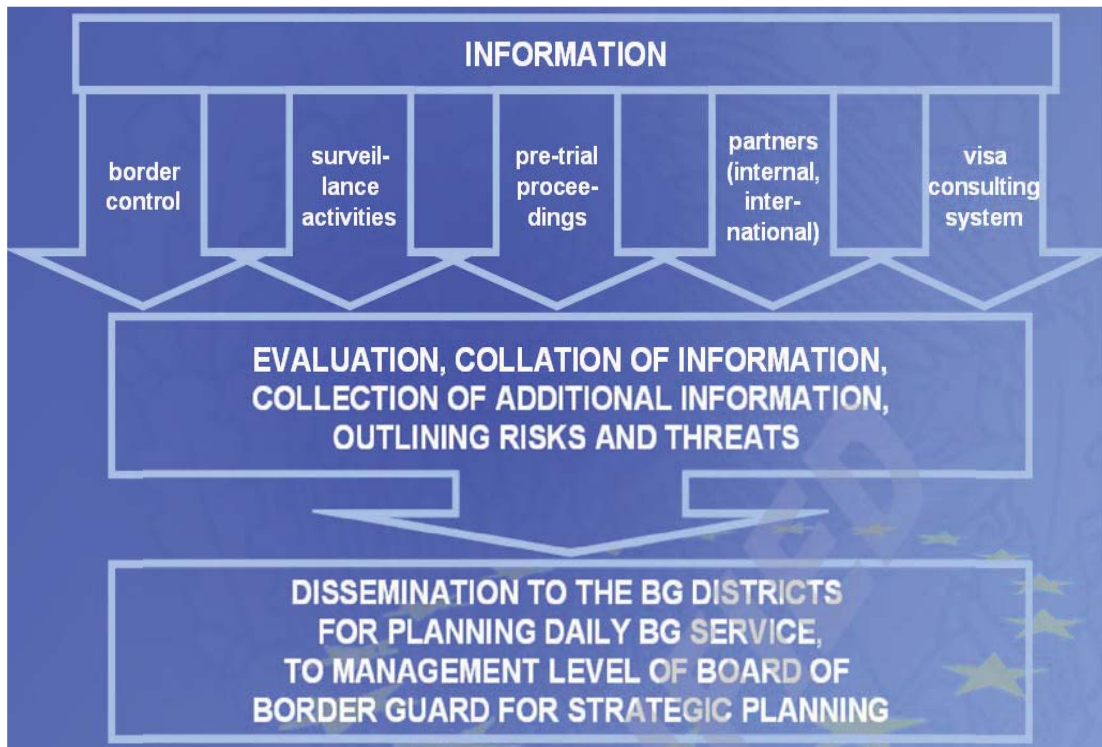 INFORMATION
border
control
surveil-
lance
activities
pre-trial
procee-
dings
partners
(internal,
inter-
national)
visa
consulting
system
EVALUATION, COLLATION OF INFORMATION,
COLLECTION OF ADDITIONAL INFORMATION,
OUTLINING RISKS AND THREATS
DISSEMINATION TO THE BG DISTRICTS
FOR PLANNING DAILY BG SERVICE,
TO MANAGEMENT LEVEL OF BOARD OF
BORDER GUARD FOR STRATEGIC PLANNING